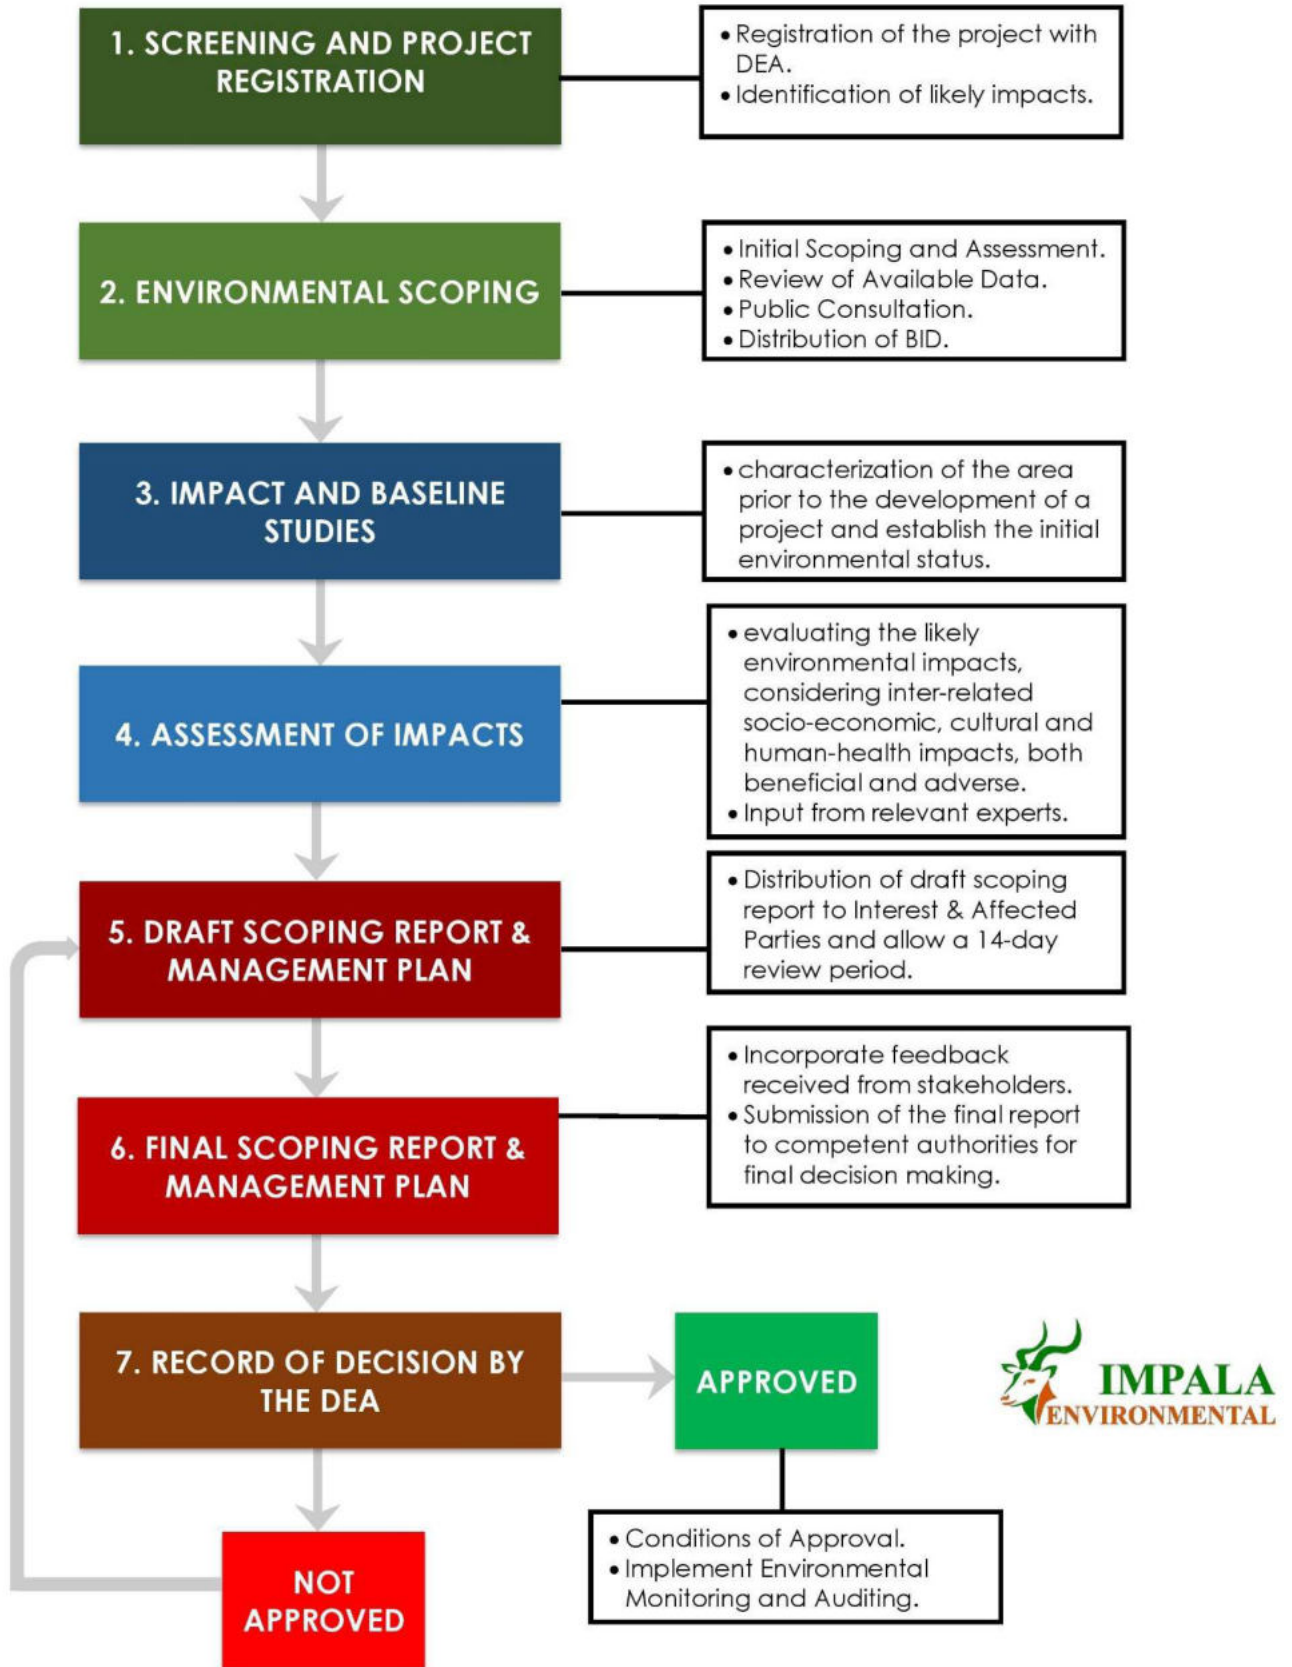 1. SCREENING AND PROJECT
REGISTRATION
• Registration of the project with
DEA.
• Identification of likely impacts.
2. ENVIRONMENTAL SCOPING
• Initial Scoping and Assessment.
• Review of Available Data.
• Public Consultation.
• Distribution of BID.
3. IMPACT AND BASELINE
STUDIES
• characterization of the area
prior to the development of a
project and establish the initial
environmental status.
4. ASSESSMENT OF IMPACTS
• evaluating the likely
environmental impacts,
considering inter-related
socio-economic, cultural and
human-health impacts, both
beneficial and adverse.
• Input from relevant experts.
5. DRAFT SCOPING REPORT &
MANAGEMENT PLAN
• Distribution of draft scoping
report to Interest & Affected
Parties and allow a 14-day
review period.
6. FINAL SCOPING REPORT &
MANAGEMENT PLAN
• Incorporate feedback
received from stakeholders.
• Submission of the final report
to competent authorities for
final decision making.
7. RECORD OF DECISION BY
THE DEA
APPROVED
IMPALA
ENVIRONMENTAL
• Conditions of Approval.
• Implement Environmental
Monitoring and Auditing.
NOT
APPROVED